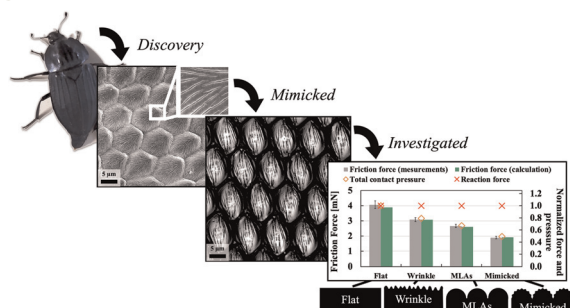 Discovery
Mimicked
Investigated
5 μm
5 μm
Friction force (mesurements)
Friction force (calculation)
Total contact pressure
Reaction force
Friction Force [mN]
5
4
3
2
1
0
Normalized force and
presssure
1.2
1.0
0.8
0.6
0.4
0.2
0.0
Flat
Wrinkle
MLAs
Mimicked
Flat
Wrinkle
MLAs
Mimicked